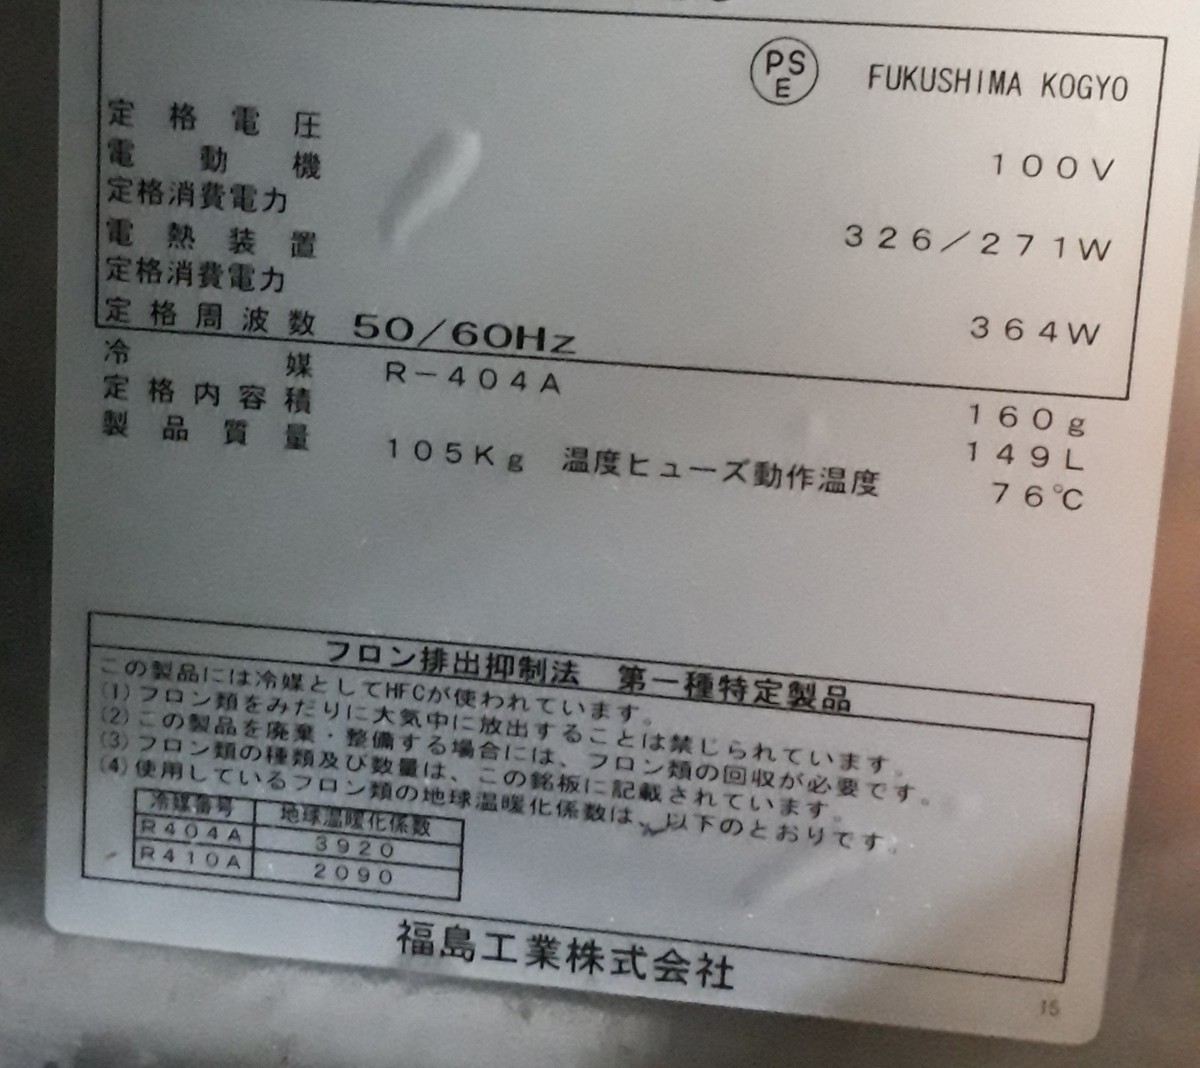 PS
E
FUKUSHIMA KOGYO
定格電圧 100V
電動機
定格消費電力 326/271W
電熱装置
定格消費電力 364W
定格周波数 50/60Hz
冷媒 R-404A 160g
定格内容積 149L
製品質量 105Kg 温度ヒューズ動作温度 76℃
フロン排出抑制法 第一種特定製品
この製品には冷媒としてHFCが使われています。
(1)フロン類をみだりに大気中に放出することは禁じられています。
(2)この製品を廃棄・整備する場合には、フロン類の回収が必要です。
(3)フロン類の種類及び数量は、この銘板に記載されています。
(4)使用しているフロン類の地球温暖化係数は、以下のとおりです。
冷媒番号 地球温暖化係数
R404A 3920
R410A 2090
福島工業株式会社
15